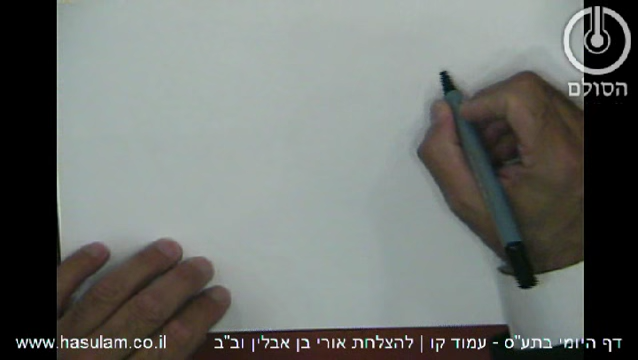 הסולם
דף היומי בתע"ס - עמוד קו | להצלחת אורי בן אבלין וב"ב
www.hasulam.co.il